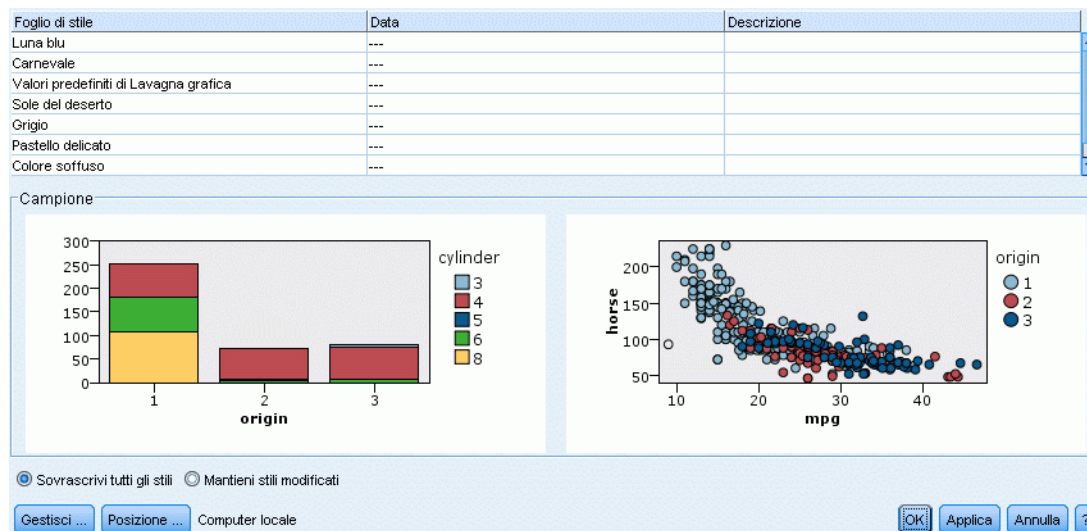 Foglio di stile Data Descrizione
Luna blu ---
Carnevale ---
Valori predefiniti di Lavagna grafica ---
Sole del deserto ---
Grigio ---
Pastello delicato ---
Colore soffuso ---
Campione
300
250
200
150
100
50
0
1 2 3
origin
cylinder
3
4
5
6
8
200
150
100
50
horse
10 20 30 40
mpg
origin
1
2
3
Sovrascrivi tutti gli stili Mantieni stili modificati
Gestisci ... Posizione ... Computer locale OK Applica Annulla ?